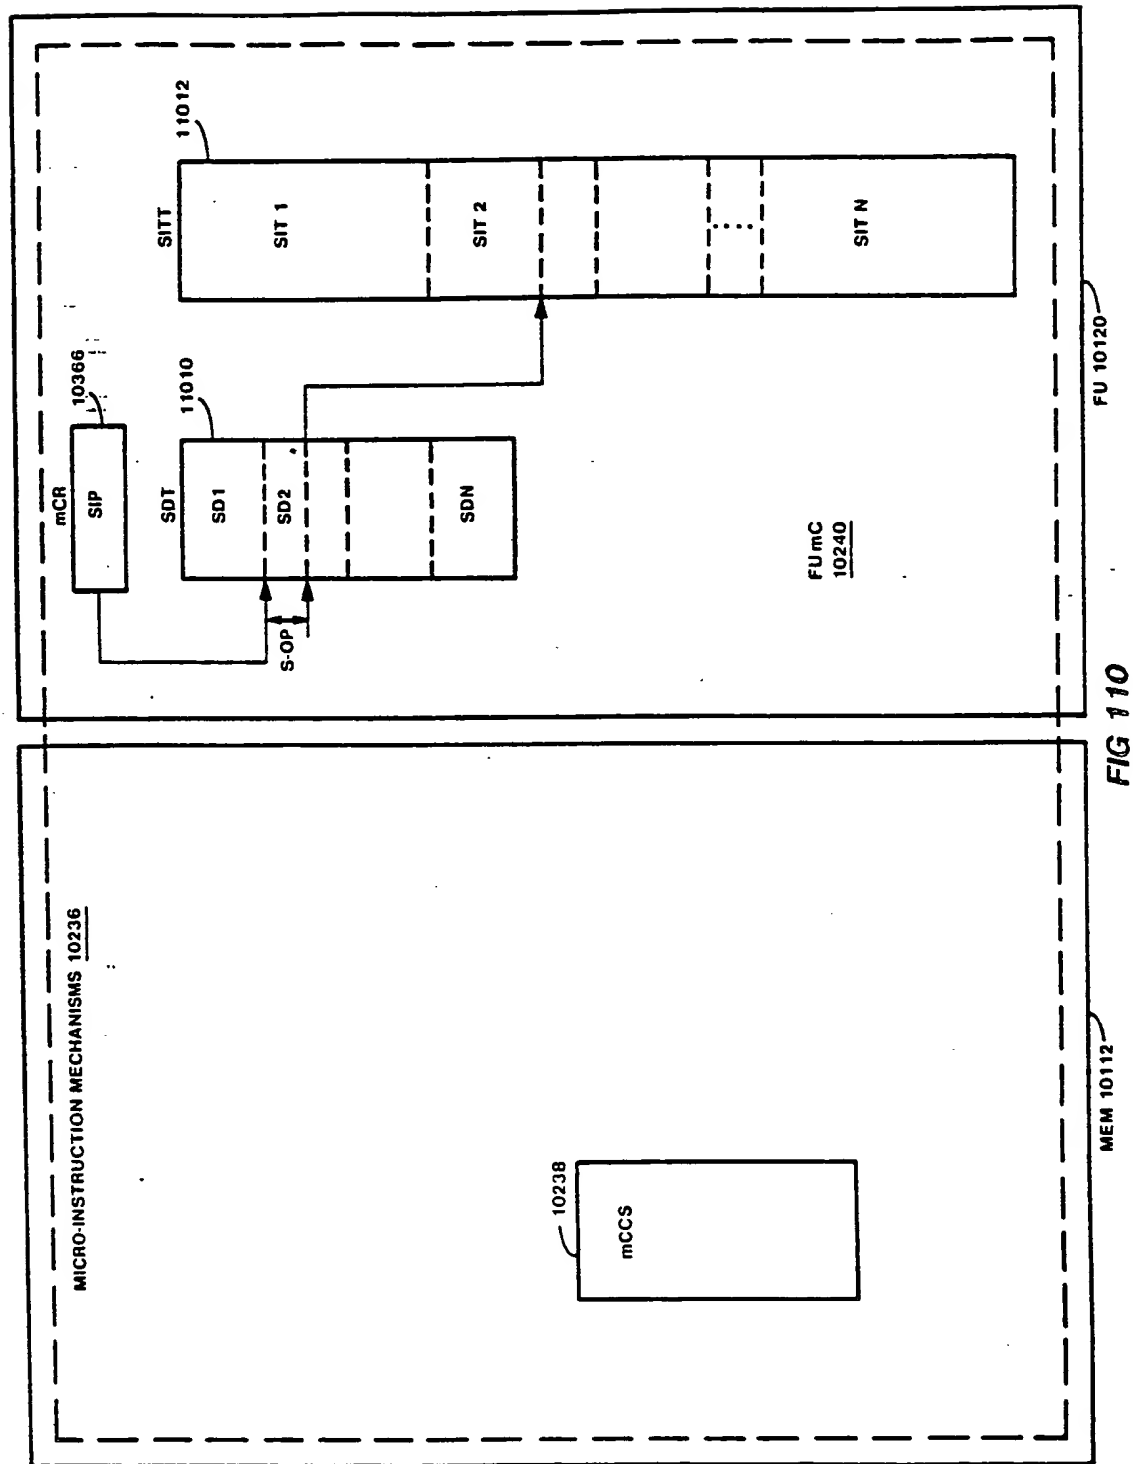 MICRO-INSTRUCTION MECHANISMS 10236
10238
mCCS
MEM 10112
mCR
10366
SIP
SDT
11010
SD1
SD2
SDN
S-OP
SITT
11012
SIT 1
SIT 2
SIT N
FUmC
10240
FU 10120
FIG 110